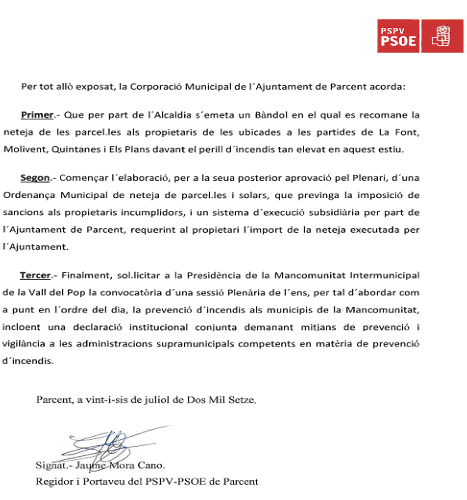 PSPV
PSOE
Per tot allò exposat, la Corporació Municipal de l´Ajuntament de Parcent acorda:
Primer.- Que per part de l´Alcaldia s´emeta un Bàndol en el qual es recomane la
neteja de les parcel.les als propietaris de les ubicades a les partides de La Font,
Molivent, Quintanes i Els Plans davant el perill d´incendis tan elevat en aquest estiu.
Segon.- Començar l´elaboració, per a la seua posterior aprovació pel Plenari, d´una
Ordenança Municipal de neteja de parcel.les i solars, que previnga la imposició de
sancions als propietaris incumplidors, i un sistema d´execució subsidiària per part de
l´Ajuntament de Parcent, requerint al propietari l´import de la neteja executada per
l´Ajuntament.
Tercer.- Finalment, sol.licitar a la Presidència de la Mancomunitat Intermunicipal
de la Vall del Pop la convocatòria d´una sessió Plenària de l´ens, per tal d´abordar com
a punt en l´ordre del dia, la prevenció d´incendis als municipis de la Mancomunitat,
incloent una declaració institucional conjunta demanant mitjans de prevenció i
vigilància a les administracions supramunicipals competents en matèria de prevenció
d´incendis.
Parcent, a vint-i-sis de juliol de Dos Mil Setze.
Signat.- Jaume Mora Cano.
Regidor i Portaveu del PSPV-PSOE de Parcent